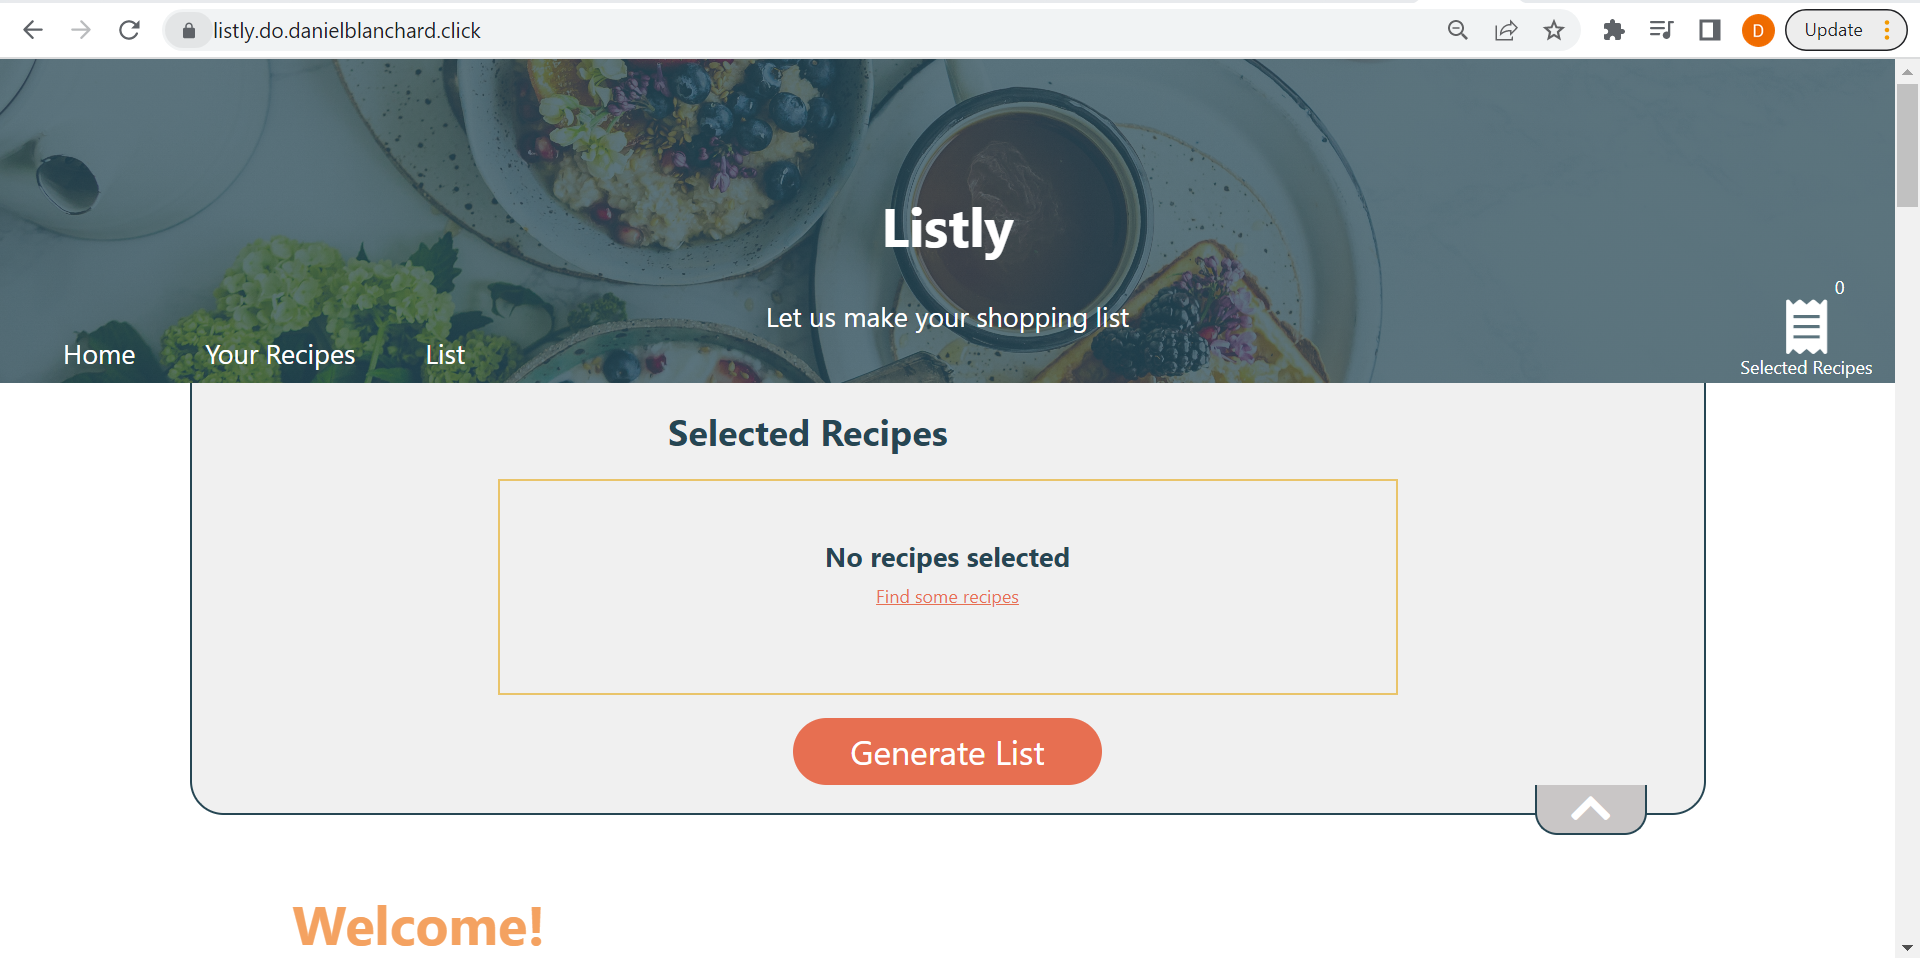 listly.do.danielblanchard.click
D
Update
Listly
Let us make your shopping list
0
Home
Your Recipes
List
Selected Recipes
Selected Recipes
No recipes selected
Find some recipes
Generate List
Welcome!